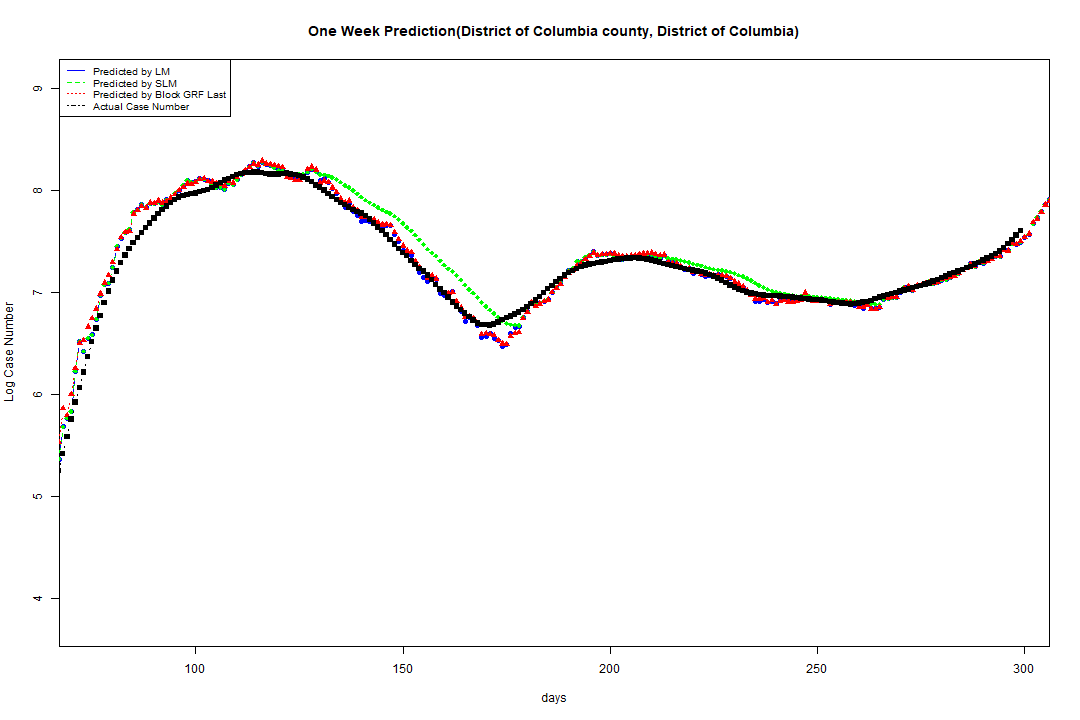 One Week Prediction(District of Columbia county, District of Columbia)
Predicted by LM
Predicted by SLM
Predicted by Block GRF Last
Actual Case Number
9
8
7
6
5
4
Log Case Number
100 150 200 250 300
days